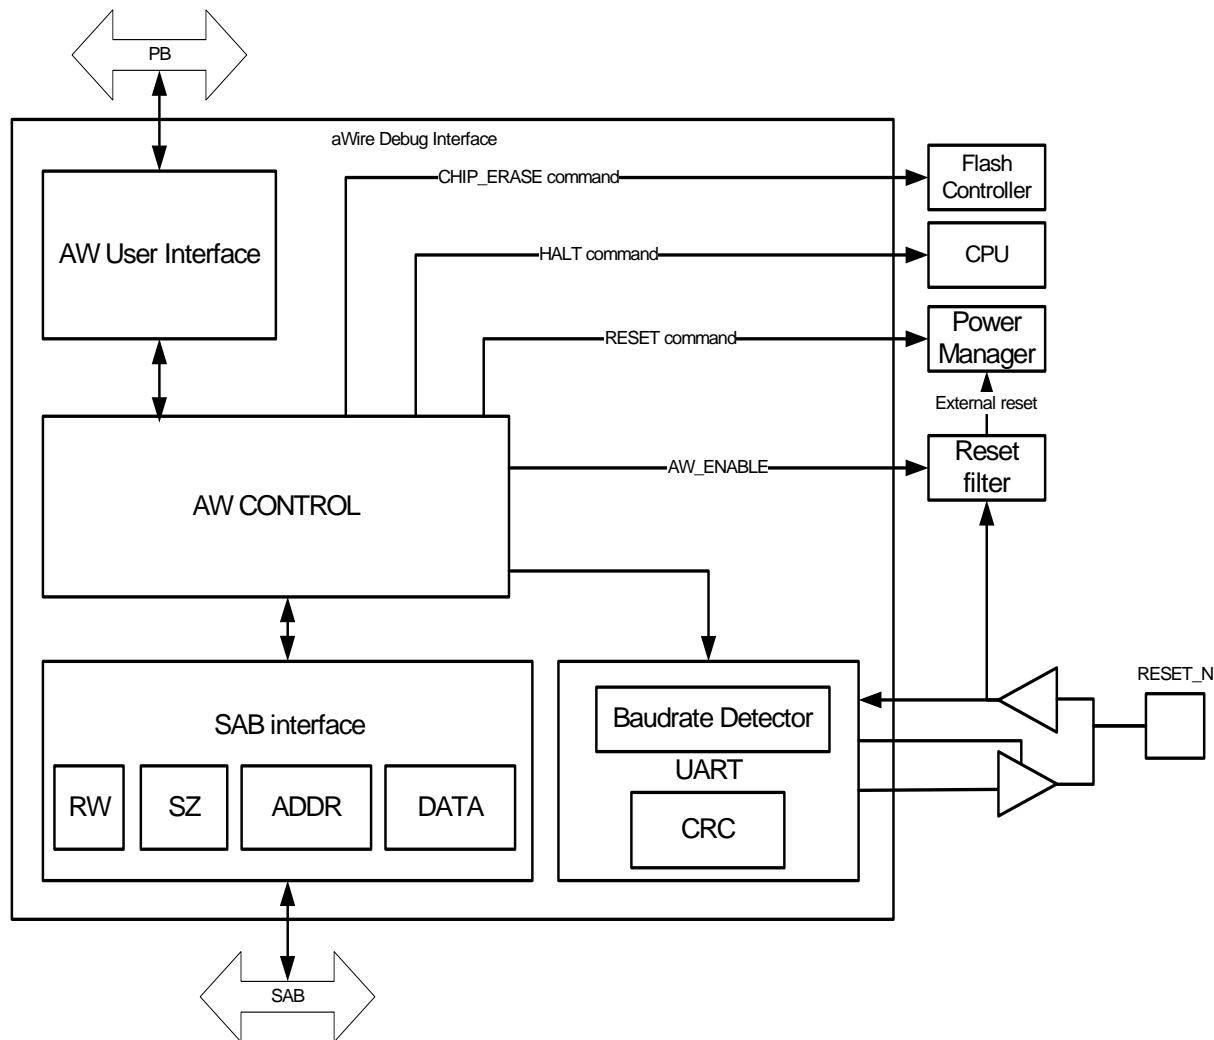 PB
aWire Debug Interface
CHIP_ERASE command
Flash
Controller
AW User Interface
HALT command
CPU
RESET command
Power
Manager
External reset
AW CONTROL
AW_ENABLE
Reset
filter
SAB interface
RW
SZ
ADDR
DATA
Baudrate Detector
UART
CRC
RESET_N
SAB